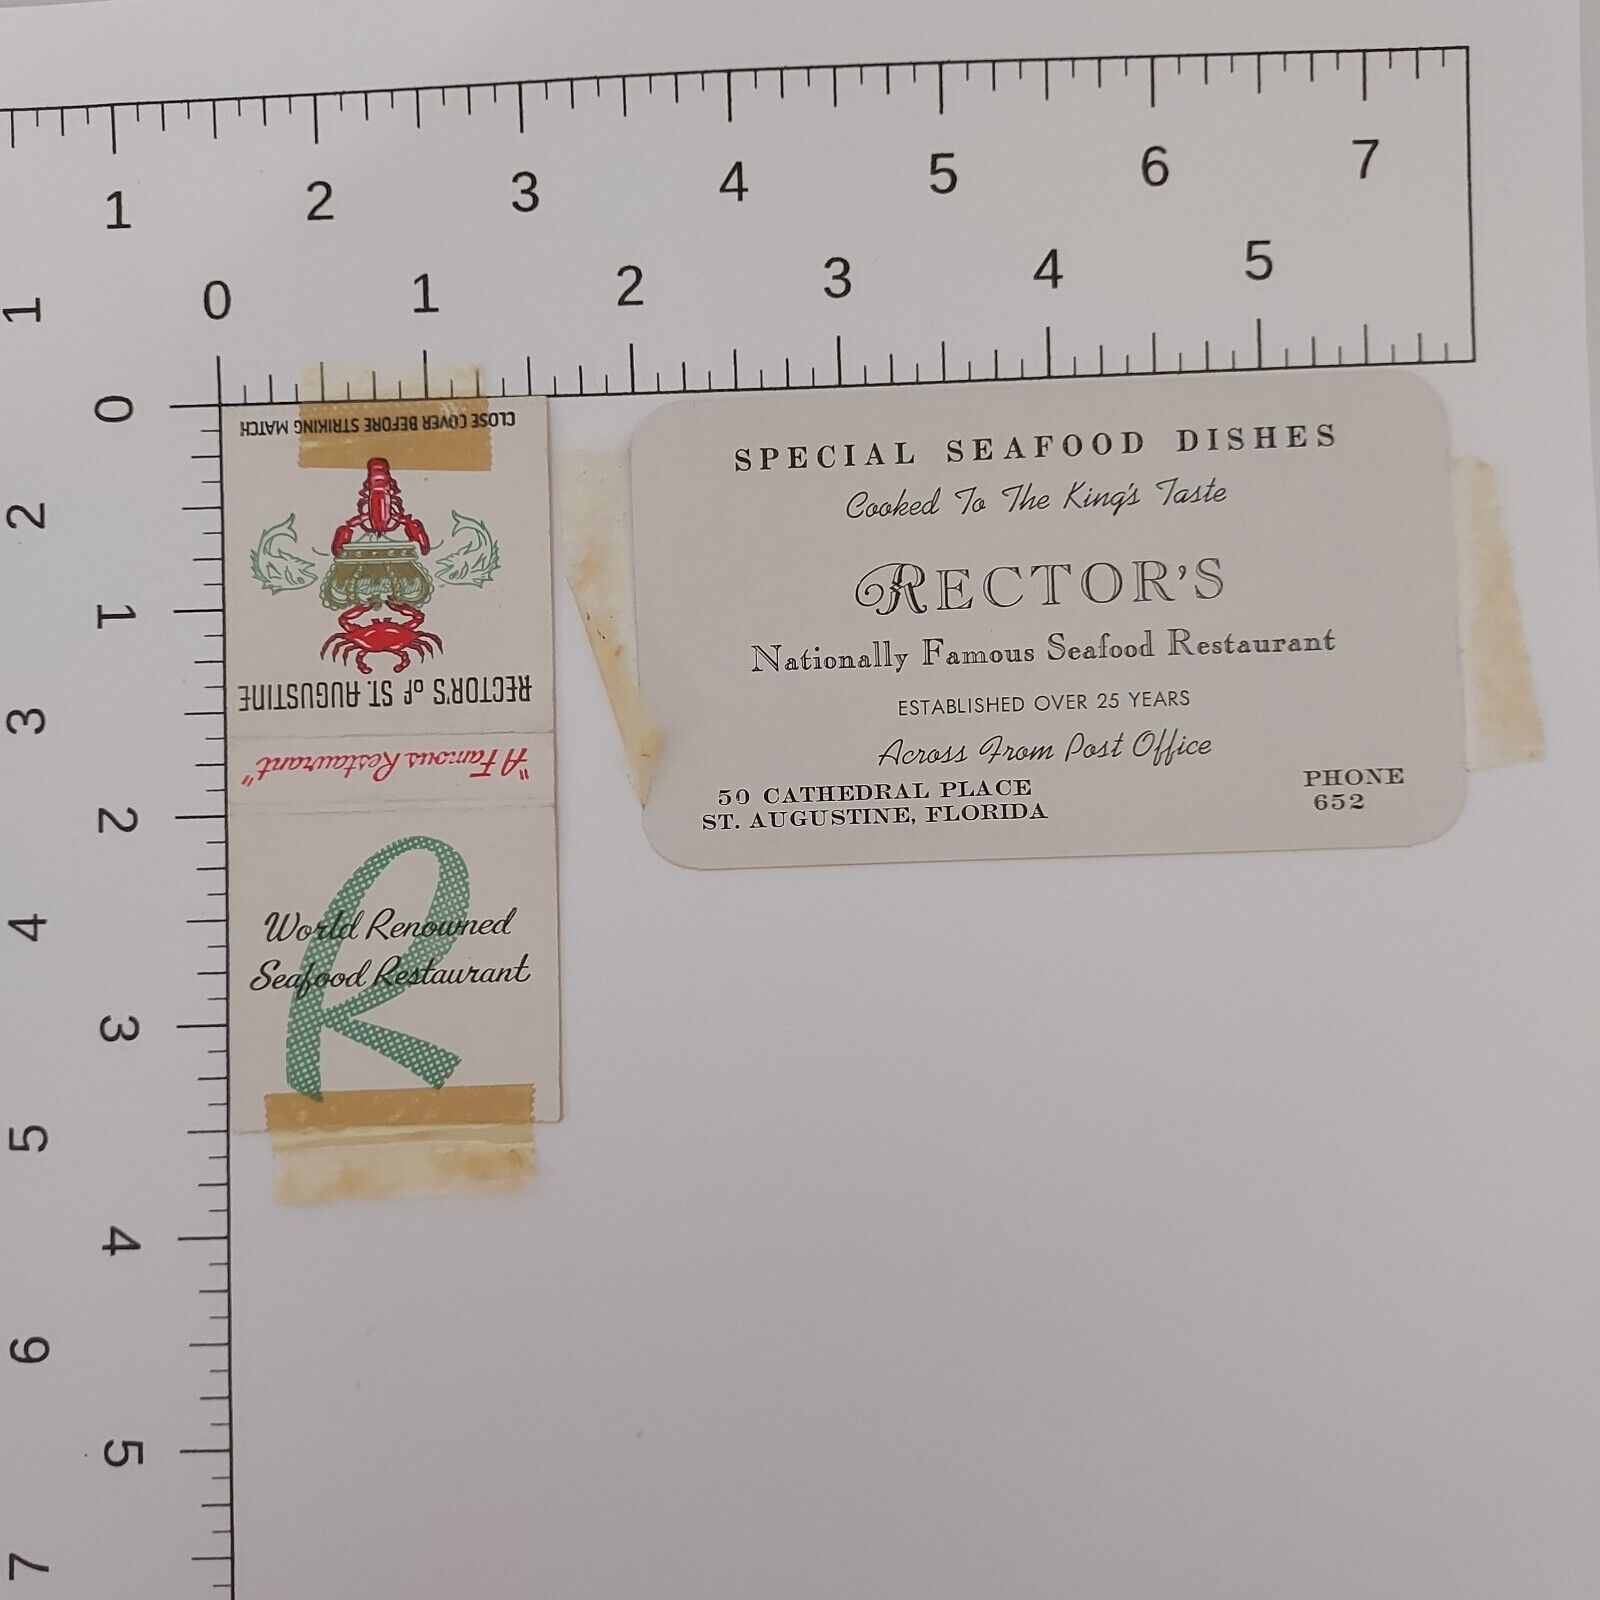 1 2 3 4 5 6 7
0 1 2 3 4 5
1 2 3 4 5 6 7
0 1 2 3 4 5
CLOSE COVER BEFORE STRIKING MATCH
RECTOR'S of ST. AUGUSTINE
"A Famous Restaurant"
World Renowned
Seafood Restaurant
R
SPECIAL SEAFOOD DISHES
Cooked To The King's Taste
RECTOR'S
Nationally Famous Seafood Restaurant
ESTABLISHED OVER 25 YEARS
Across From Post Office
50 CATHEDRAL PLACE
ST. AUGUSTINE, FLORIDA
PHONE
652